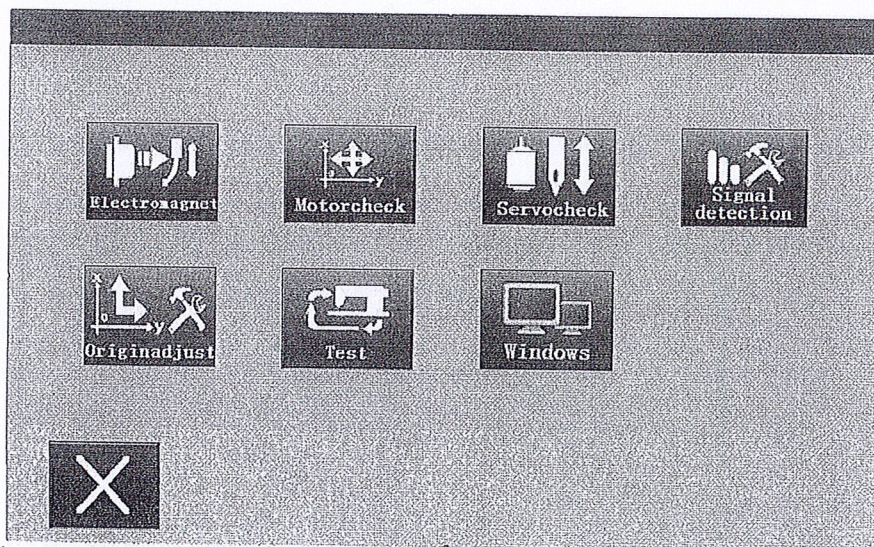 Electromagnet
Motorcheck
Servocheck
Signal
detection
Originadjust
Test
Windows